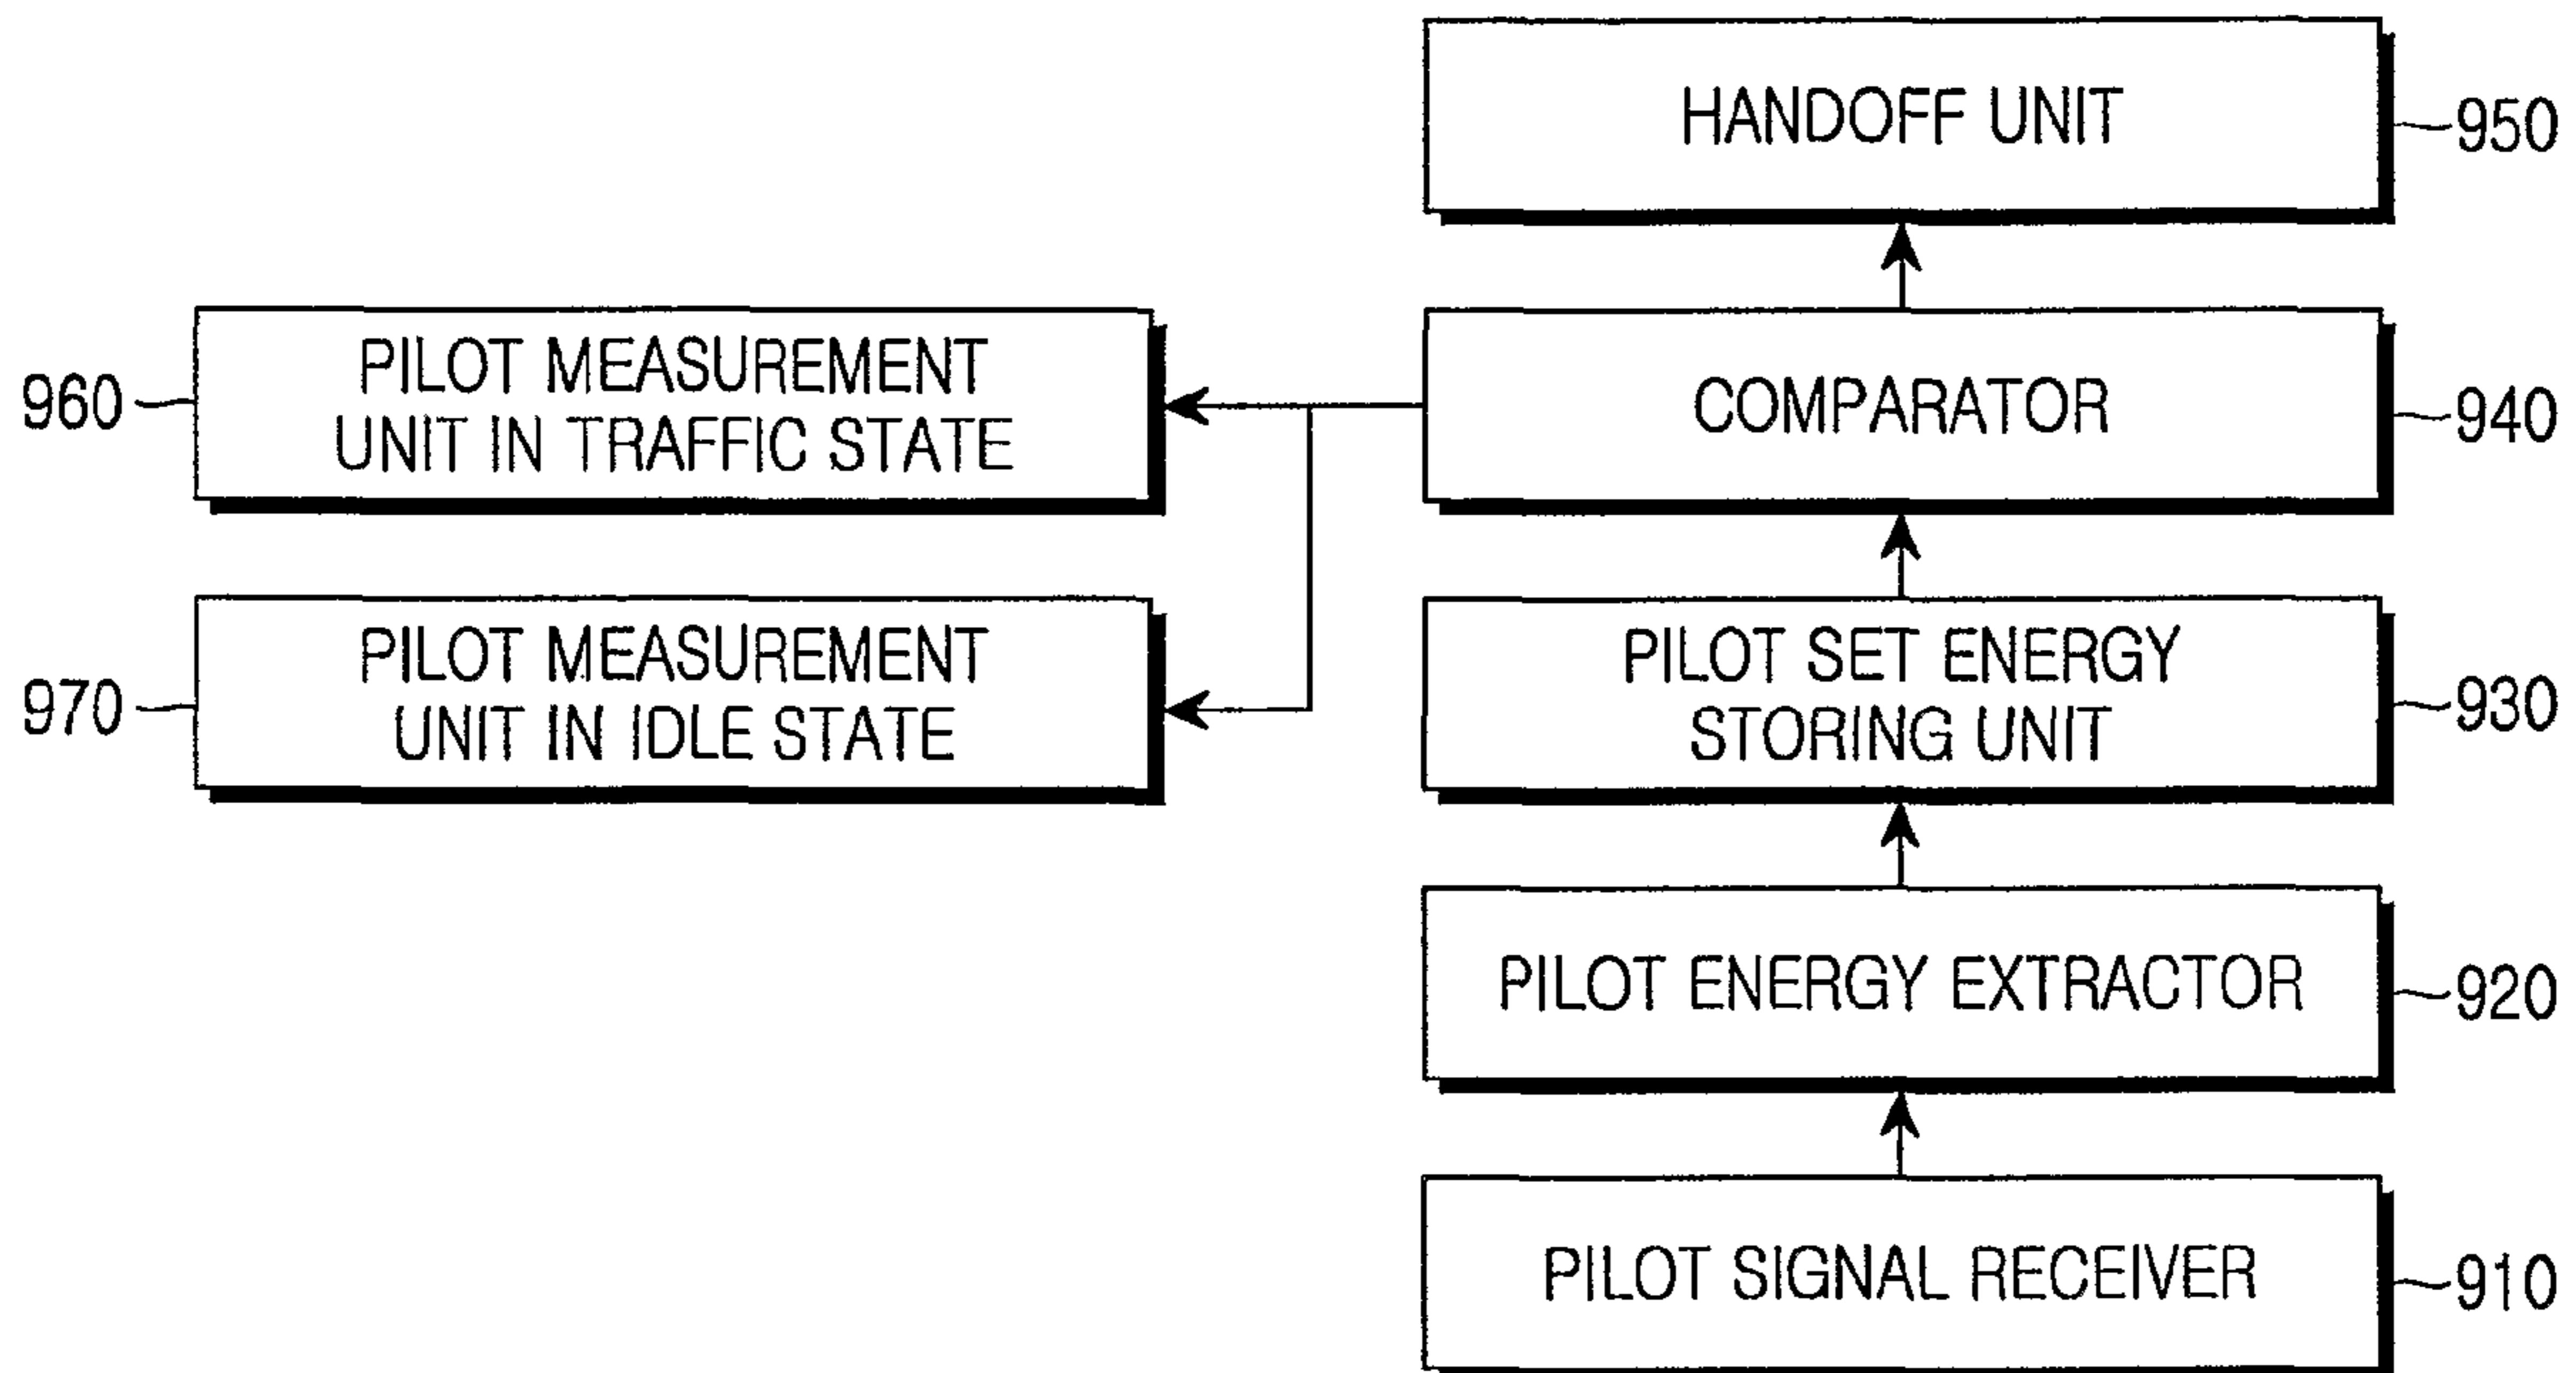 HANDOFF UNIT
950
960
PILOT MEASUREMENT
UNIT IN TRAFFIC STATE
COMPARATOR
940
970
PILOT MEASUREMENT
UNIT IN IDLE STATE
PILOT SET ENERGY
STORING UNIT
930
PILOT ENERGY EXTRACTOR
920
PILOT SIGNAL RECEIVER
910